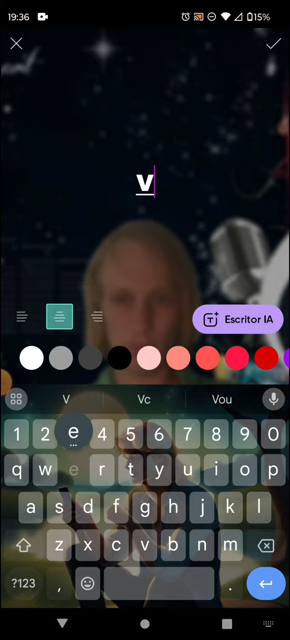 19:36 15%
v
Escritor IA
V Vc Vou
1 2 e 4 5 6 7 8 9 0
q w e r t y u i o p
a s d f g h j k l
z x c v b n m
?123 , .